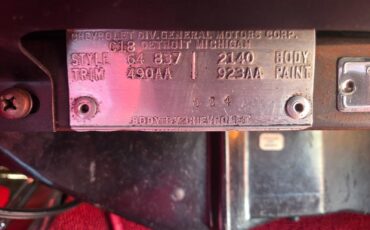 CHEVROLET DIV. GENERAL MOTORS CORP.
C18 DETROIT MICHIGAN
STYLE 64 837 2140 BODY
TRIM 490AA 923AA PAINT
BODY BY CHEVROLET